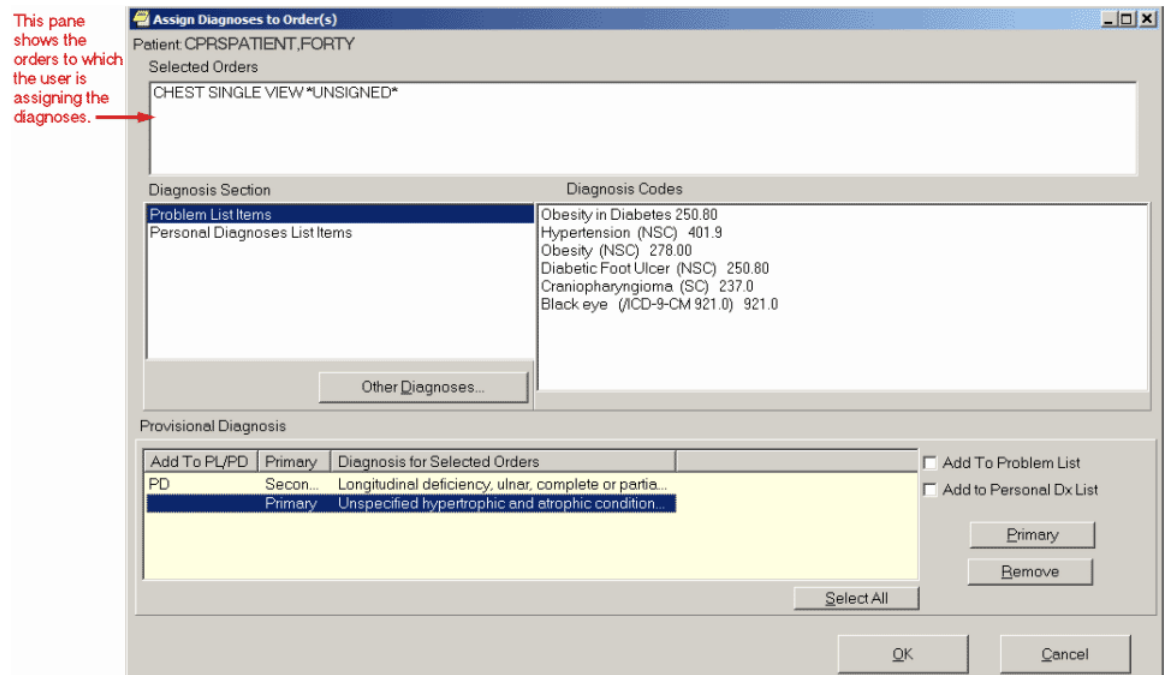 This pane
shows the
orders to which
the user is
assigning the
diagnoses.
Assign Diagnoses to Order(s)
Patient: CPRSPATIENT,FORTY
Selected Orders
CHEST SINGLE VIEW *UNSIGNED*
Diagnosis Section
Diagnosis Codes
Problem List Items
Personal Diagnoses List Items
Obesity in Diabetes 250.80
Hypertension (NSC) 401.9
Obesity (NSC) 278.00
Diabetic Foot Ulcer (NSC) 250.80
Craniopharyngioma (SC) 237.0
Black eye (/ICD-9-CM 921.0) 921.0
Other Diagnoses...
Provisional Diagnosis
Add To PL/PD Primary Diagnosis for Selected Orders
PD Secon... Longitudinal deficiency, ulnar, complete or partia...
Primary Unspecified hypertrophic and atrophic condition...
Add To Problem List
Add to Personal Dx List
Primary
Remove
Select All
OK Cancel